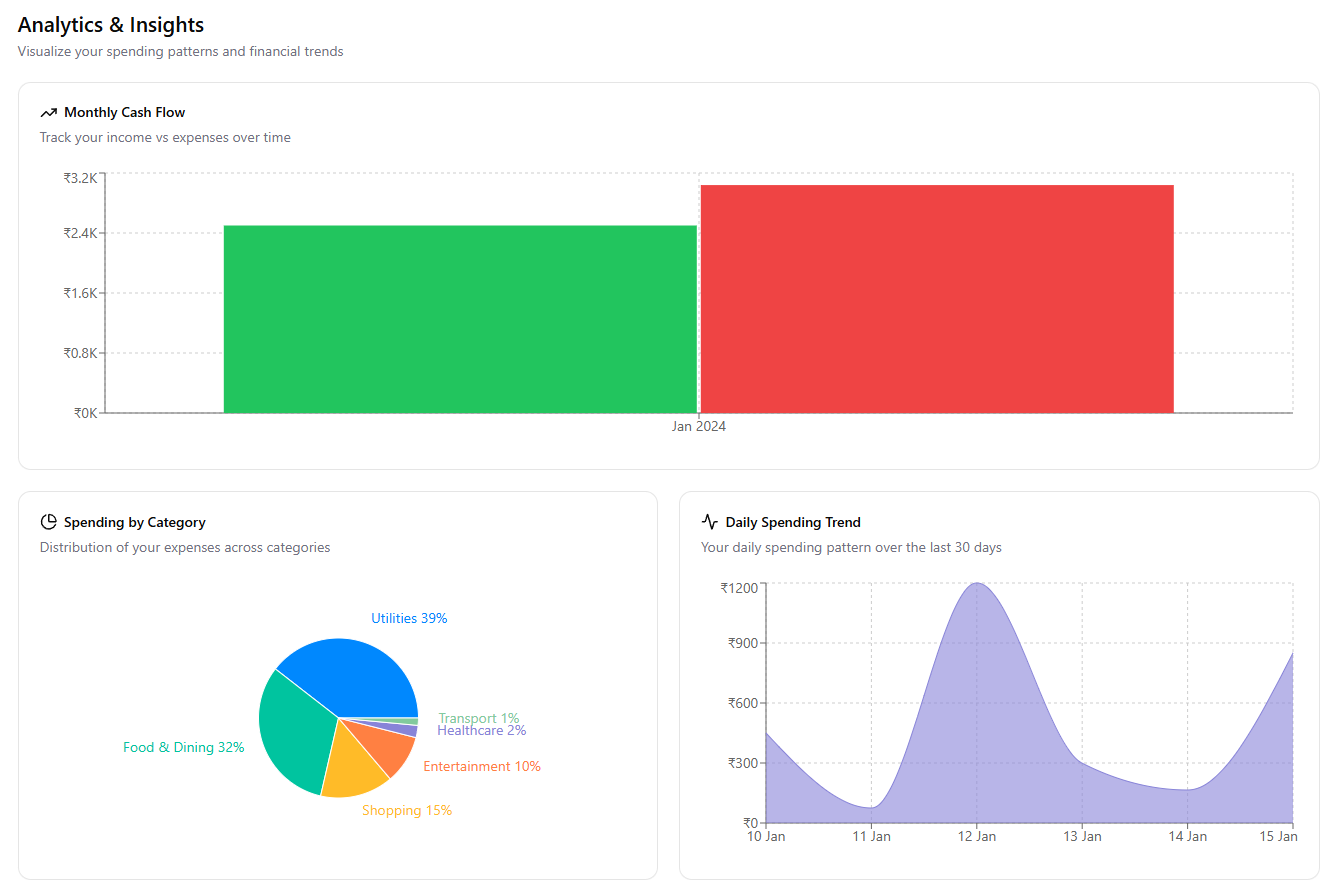 Analytics & Insights
Visualize your spending patterns and financial trends
Monthly Cash Flow
Track your income vs expenses over time
₹3.2K
₹2.4K
₹1.6K
₹0.8K
₹0K
Jan 2024
Spending by Category
Distribution of your expenses across categories
Utilities 39%
Transport 1%
Healthcare 2%
Food & Dining 32%
Entertainment 10%
Shopping 15%
Daily Spending Trend
Your daily spending pattern over the last 30 days
₹1200
₹900
₹600
₹300
₹0
10 Jan 11 Jan 12 Jan 13 Jan 14 Jan 15 Jan